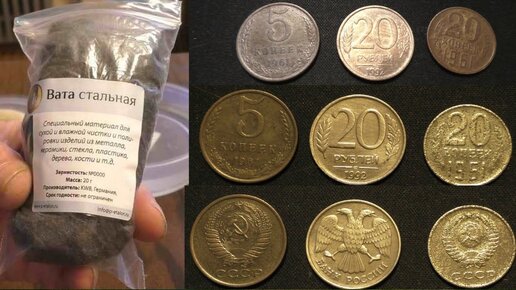 Вата стальная
Специальный материал для
сухой и влажной чистки и поли-
ровки изделий из металла,
керамики, стекла, пластика,
дерева, кости и т.д.
Зернистость: №0000
Масса: 20 г
Производитель: KWB, Германия.
Срок годности: не ограничен
5
КОПЕЕК
1961
20
РУБЛЕЙ
1992
20
КОПЕЕК
1961
5
КОПЕЕК
20
РУБЛЕЙ
1992
20
КОПЕЕК
1961
СССР
БАНК РОССИИ
СССР